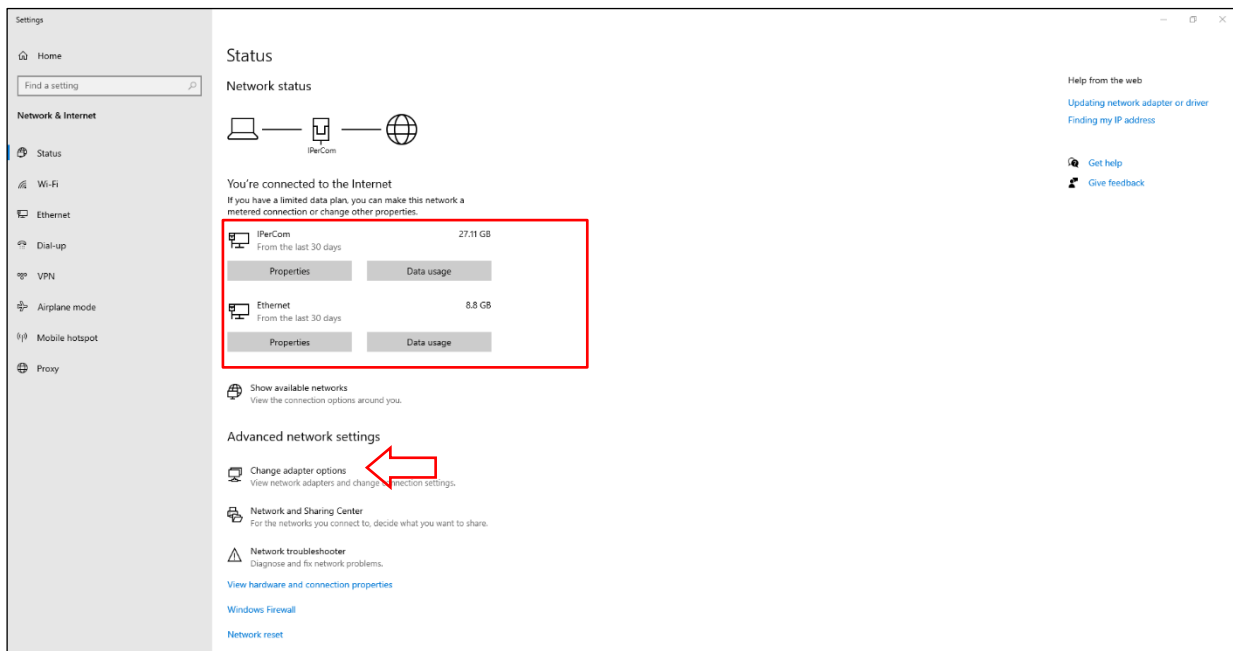 Settings
Home
Find a setting
Network & Internet
Status
Wi-Fi
Ethernet
Dial-up
VPN
Airplane mode
Mobile hotspot
Proxy
Status
Network status
IPerCom
You're connected to the Internet
If you have a limited data plan, you can make this network a
metered connection or change other properties.
IPerCom 27.11 GB
From the last 30 days
Properties Data usage
Ethernet 8.8 GB
From the last 30 days
Properties Data usage
Show available networks
View the connection options around you.
Advanced network settings
Change adapter options
View network adapters and change connection settings.
Network and Sharing Center
For the networks you connect to, decide what you want to share.
Network troubleshooter
Diagnose and fix network problems.
View hardware and connection properties
Windows Firewall
Network reset
Help from the web
Updating network adapter or driver
Finding my IP address
Get help
Give feedback